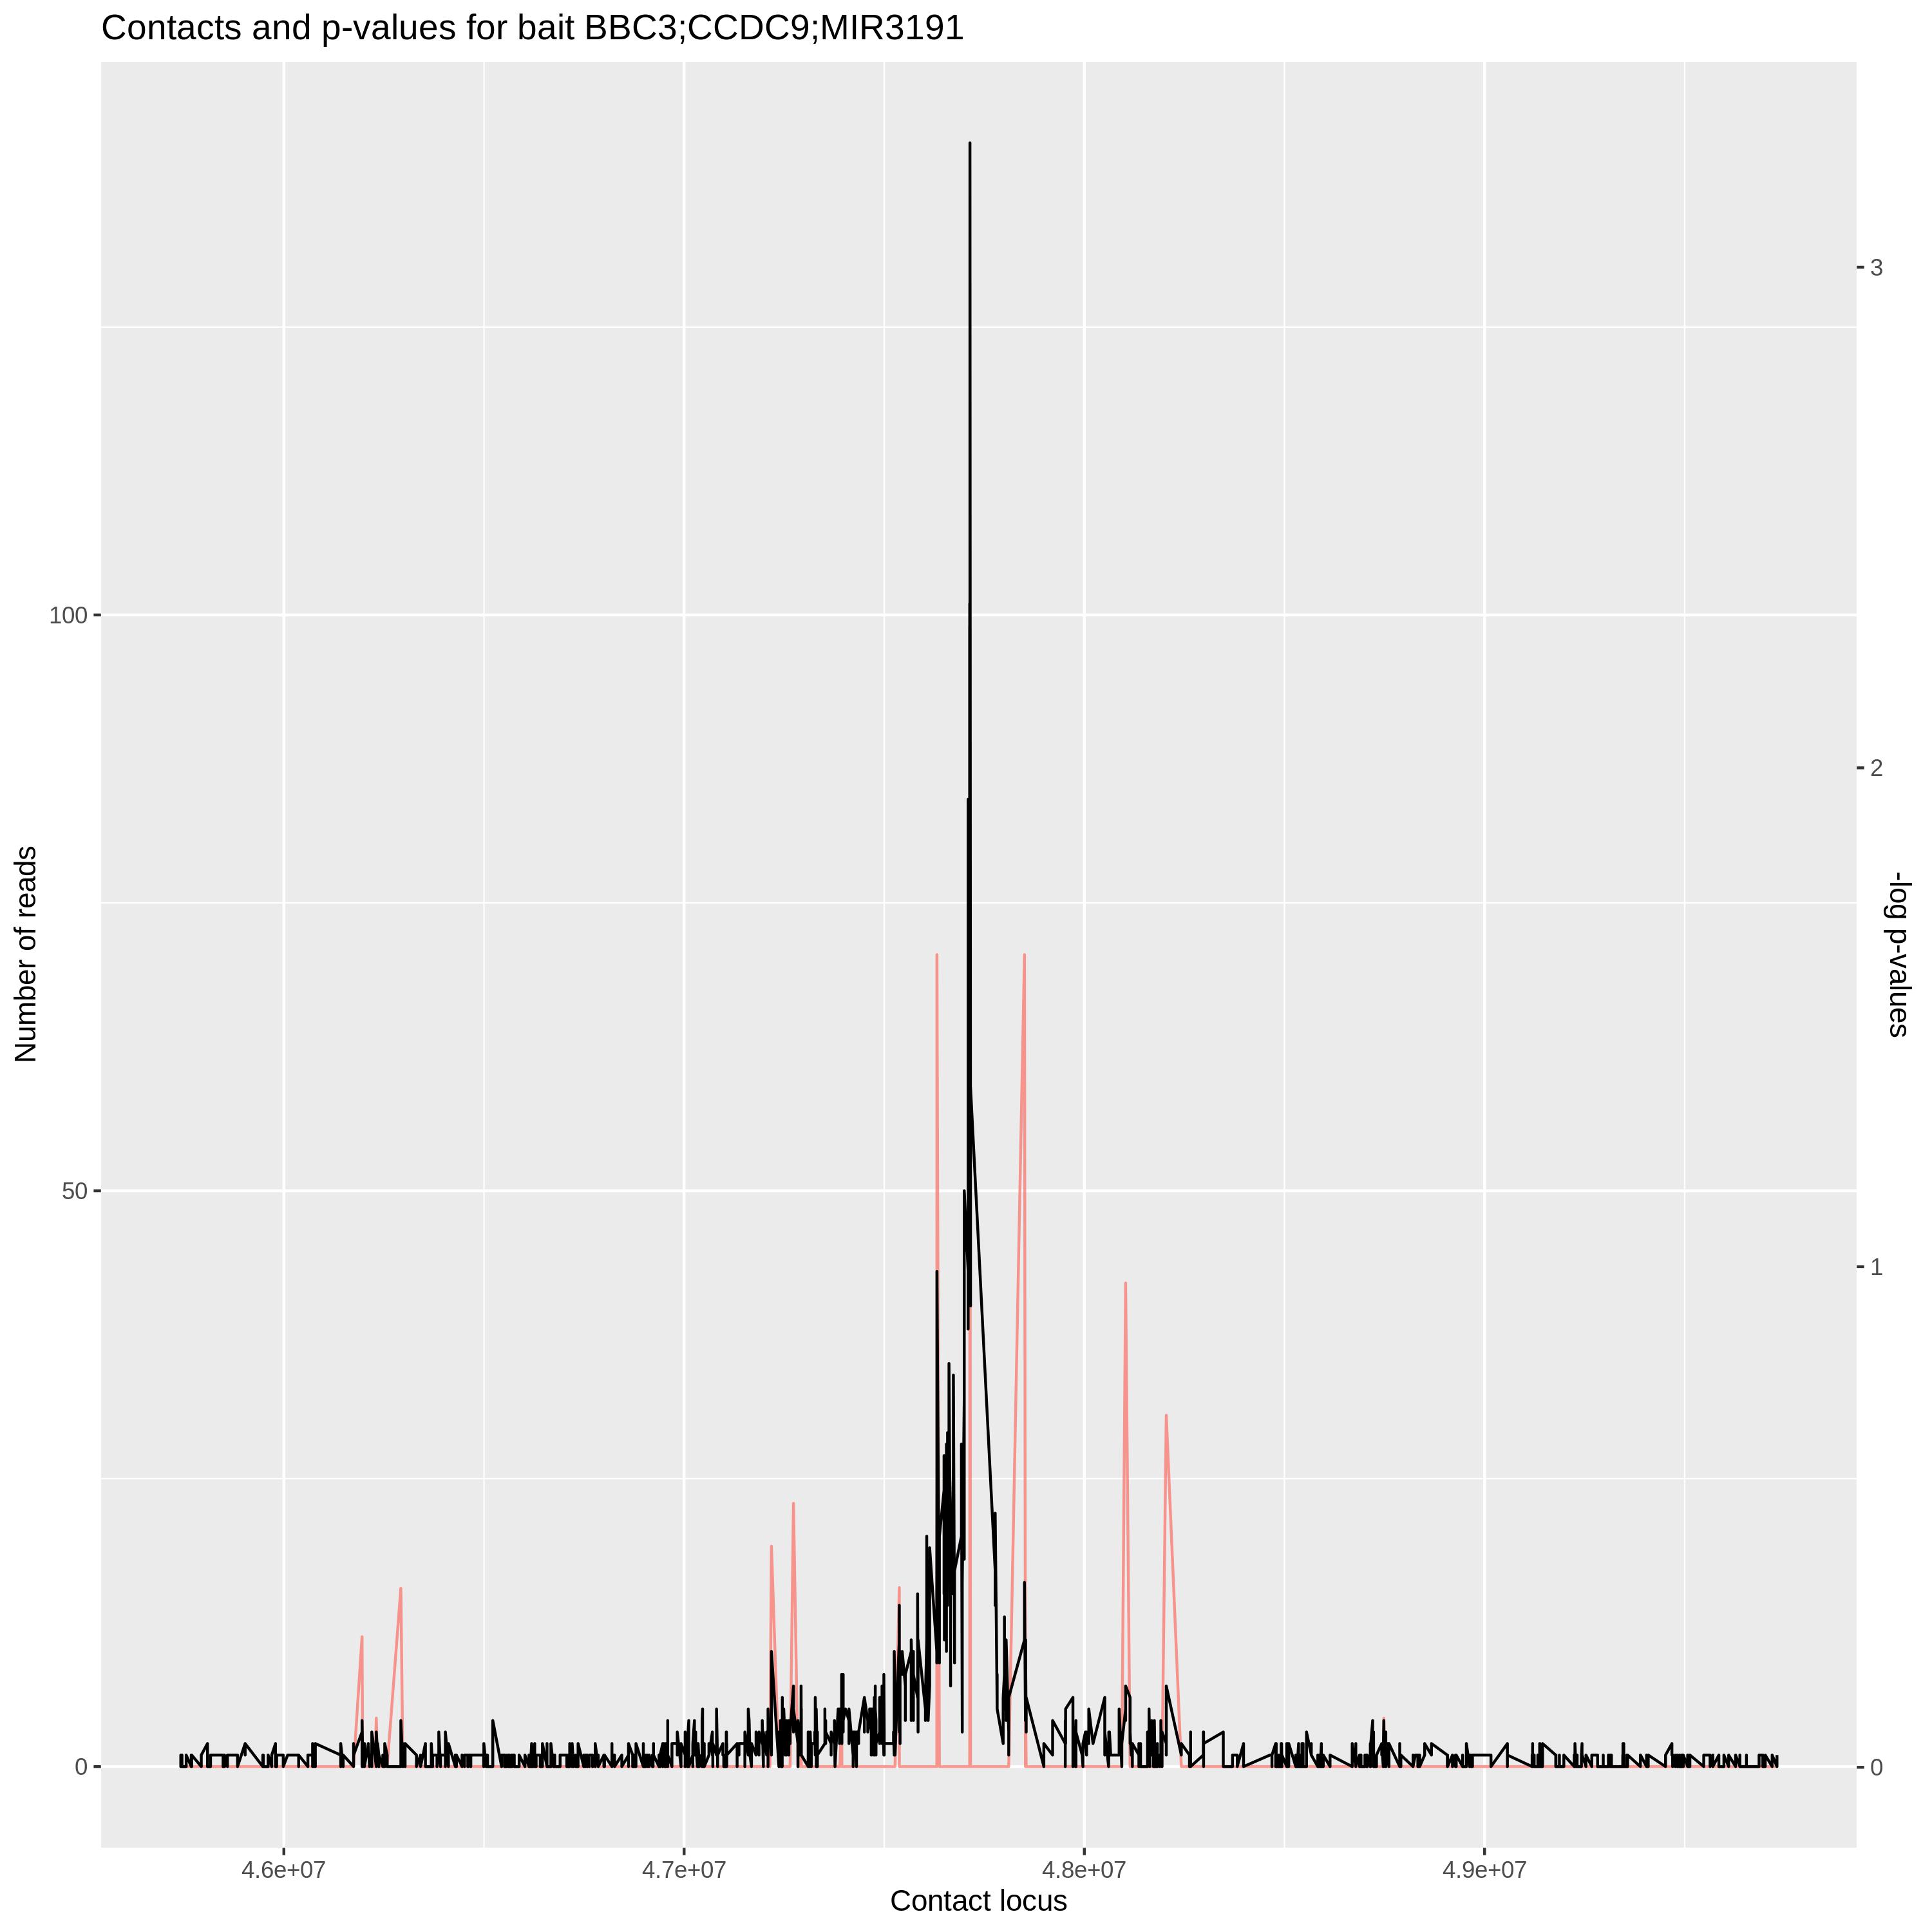 Contacts and p-values for bait BBC3;CCDC9;MIR3191
Number of reads
100
50
0
3
2
1
0
-log p-values
4.6e+07
4.7e+07
4.8e+07
4.9e+07
Contact locus